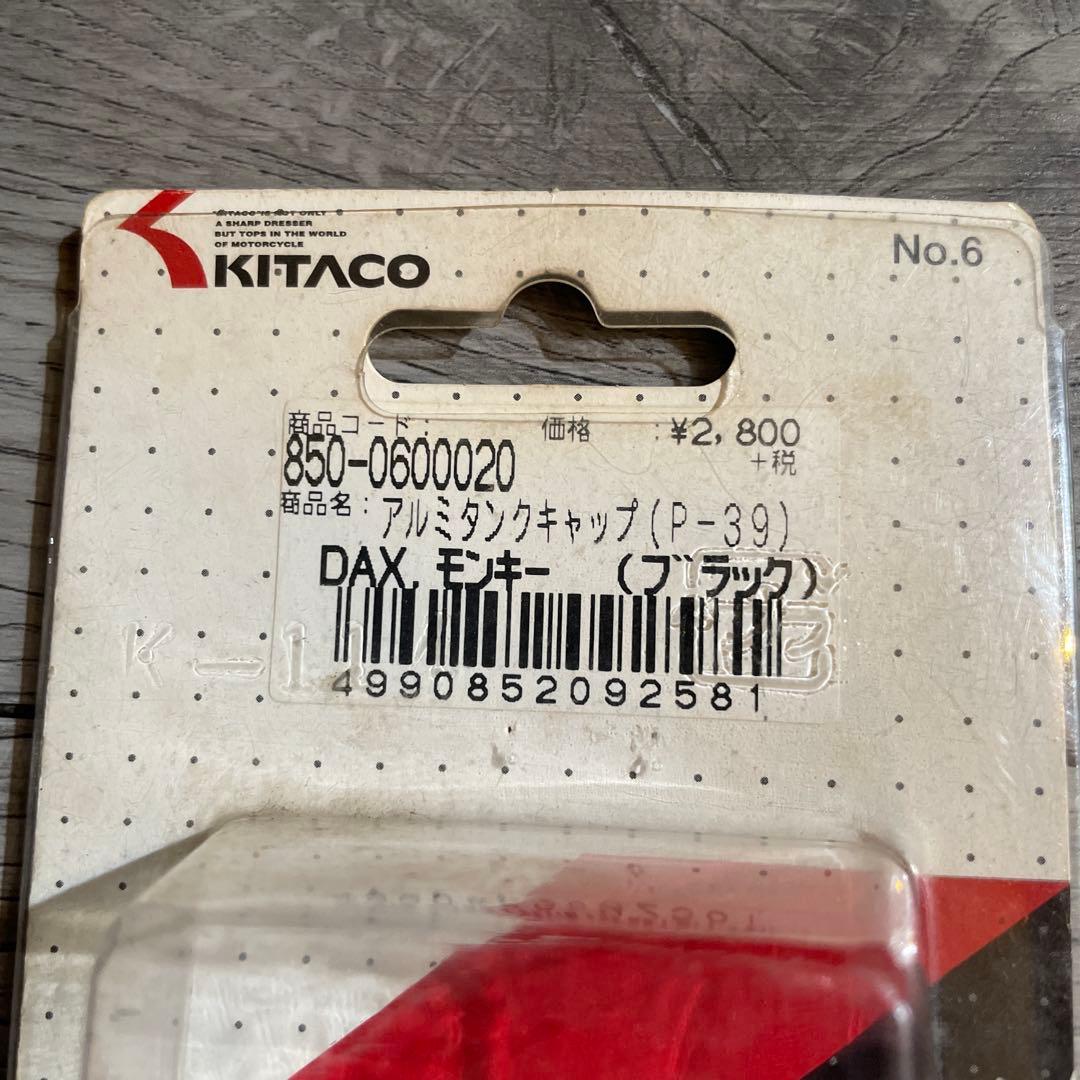 "KITACO" IS NOT ONLY
A SHARP DRESSER
BUT TOPS IN THE WORLD
OF MOTORCYCLE
KITACO
No.6
商品コード: 価格 :¥2,800
850-0600020 +税
商品名:アルミタンクキャップ(P-39)
DAX,モンキー (ブラック)
4990852092581